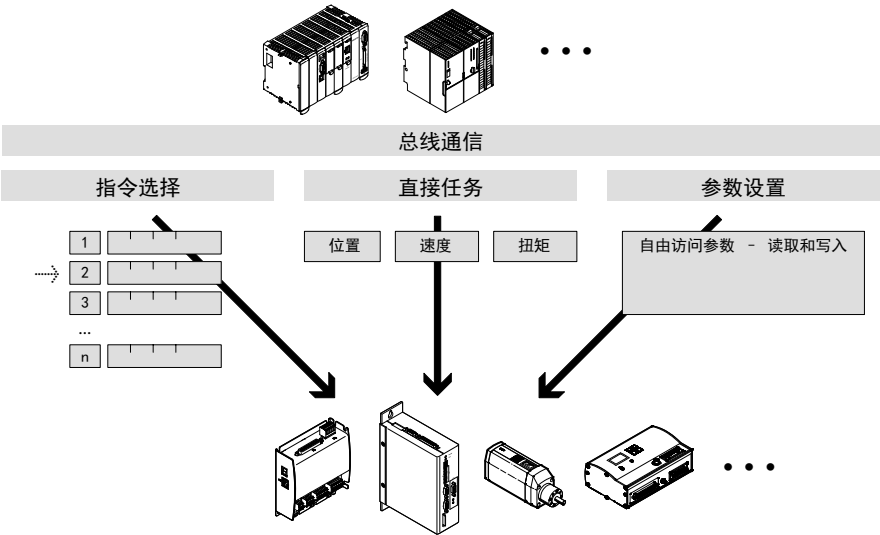 总线通信
指令选择 直接任务 参数设置
1
2
3
...
n
位置 速度 扭矩
自由访问参数 – 读取和写入